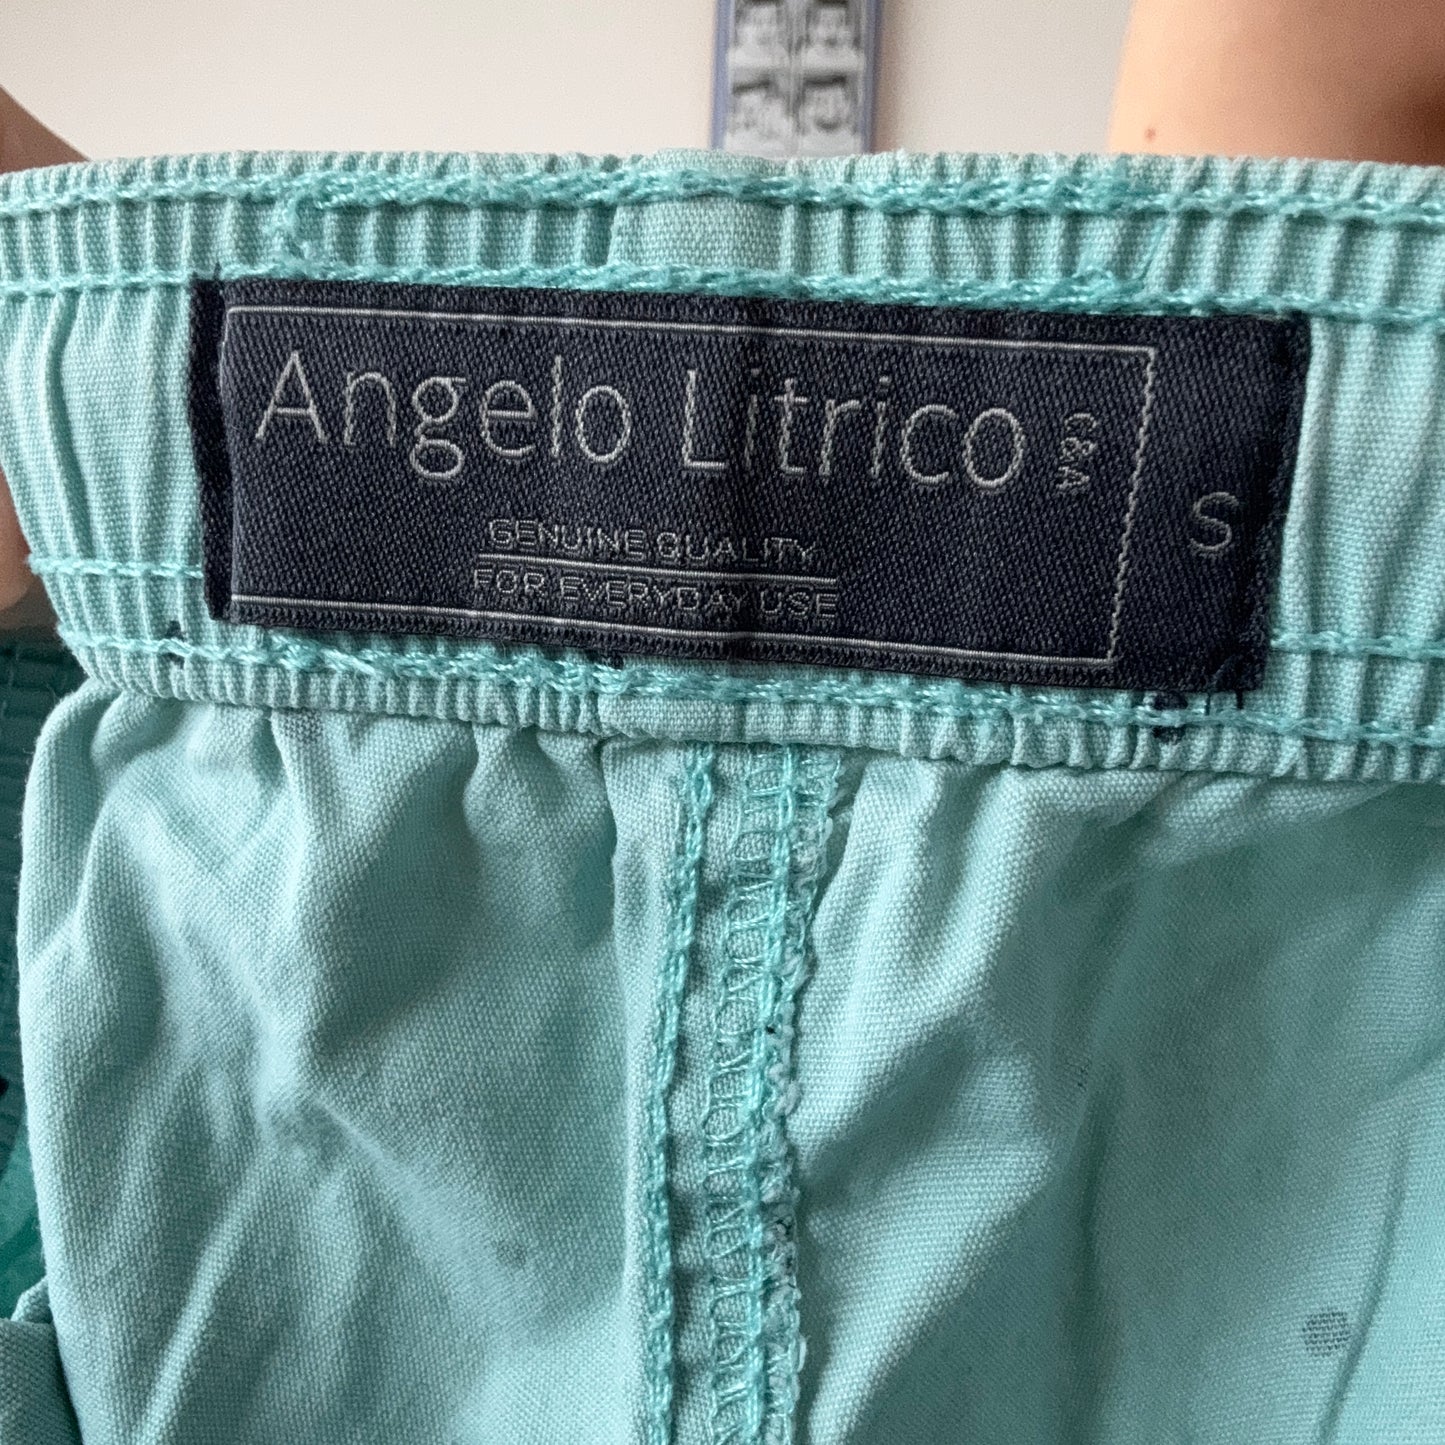 Angelo Litrico C&A
S
GENUINE QUALITY
FOR EVERYDAY USE